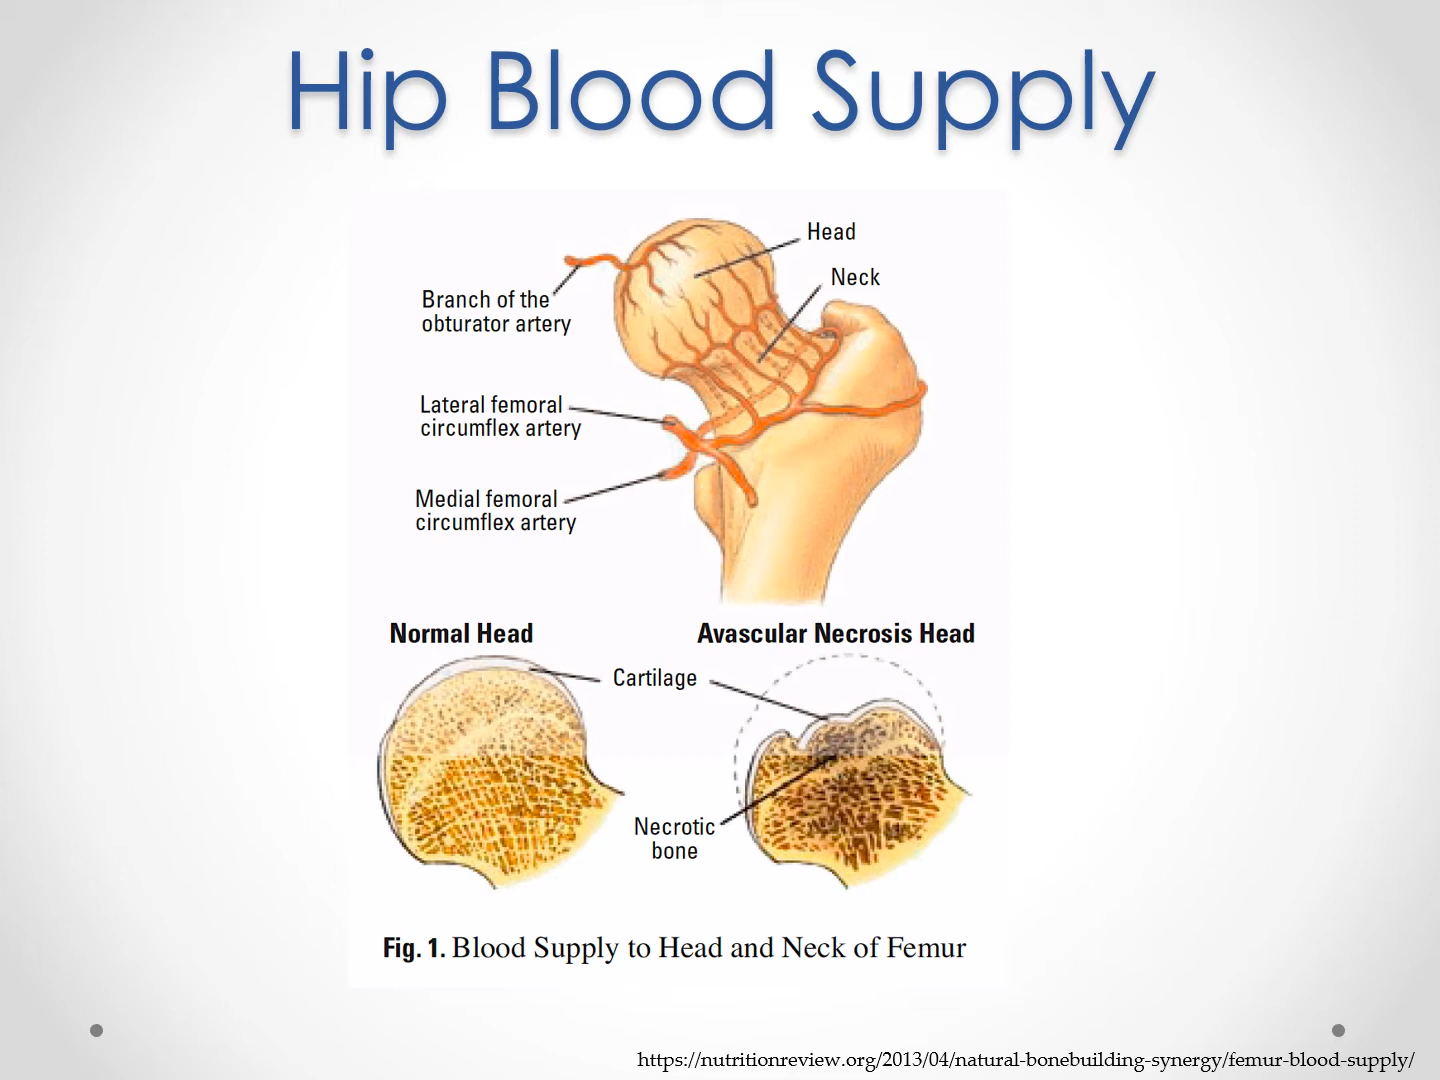 Hip Blood Supply
Head
Neck
Branch of the
obturator artery
Lateral femoral
circumflex artery
Medial femoral
circumflex artery
Normal Head
Avascular Necrosis Head
Cartilage
Necrotic
bone
Fig. 1. Blood Supply to Head and Neck of Femur
https://nutritionreview.org/2013/04/natural-bonebuilding-synergy/femur-blood-supply/